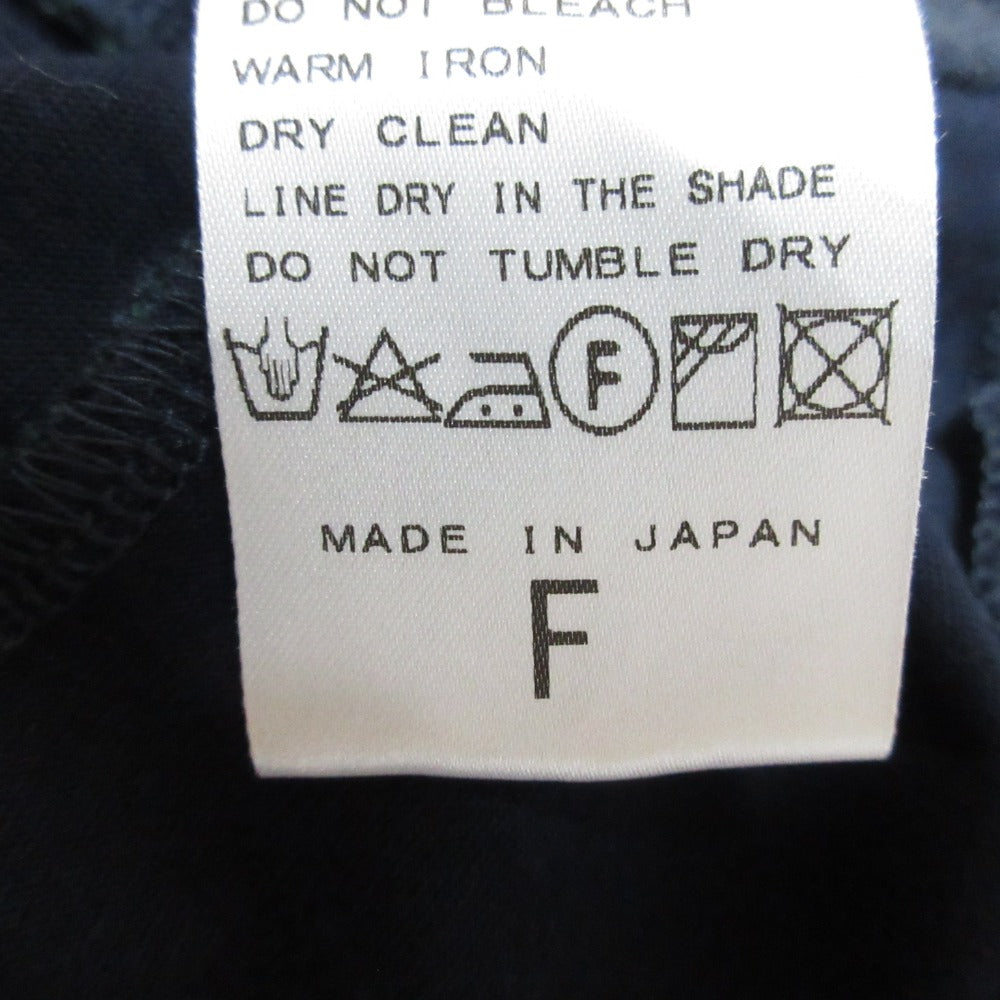 DO NOT BLEACH
WARM IRON
DRY CLEAN
LINE DRY IN THE SHADE
DO NOT TUMBLE DRY
F
MADE IN JAPAN
F